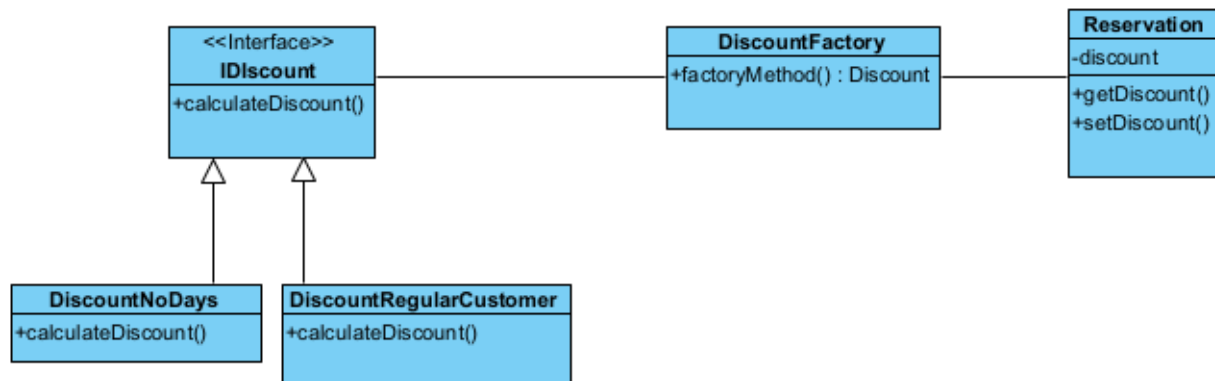 <<Interface>>
IDIscount
+calculateDiscount()
DiscountFactory
+factoryMethod() : Discount
Reservation
-discount
+getDiscount()
+setDiscount()
DiscountNoDays
+calculateDiscount()
DiscountRegularCustomer
+calculateDiscount()